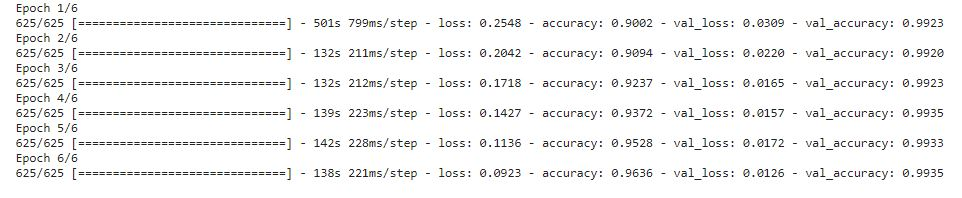 Epoch 1/6
625/625 [==============================] - 501s 799ms/step - loss: 0.2548 - accuracy: 0.9002 - val_loss: 0.0309 - val_accuracy: 0.9923
Epoch 2/6
625/625 [==============================] - 132s 211ms/step - loss: 0.2042 - accuracy: 0.9094 - val_loss: 0.0220 - val_accuracy: 0.9920
Epoch 3/6
625/625 [==============================] - 132s 212ms/step - loss: 0.1718 - accuracy: 0.9237 - val_loss: 0.0165 - val_accuracy: 0.9923
Epoch 4/6
625/625 [==============================] - 139s 223ms/step - loss: 0.1427 - accuracy: 0.9372 - val_loss: 0.0157 - val_accuracy: 0.9935
Epoch 5/6
625/625 [==============================] - 142s 228ms/step - loss: 0.1136 - accuracy: 0.9528 - val_loss: 0.0172 - val_accuracy: 0.9933
Epoch 6/6
625/625 [==============================] - 138s 221ms/step - loss: 0.0923 - accuracy: 0.9636 - val_loss: 0.0126 - val_accuracy: 0.9935